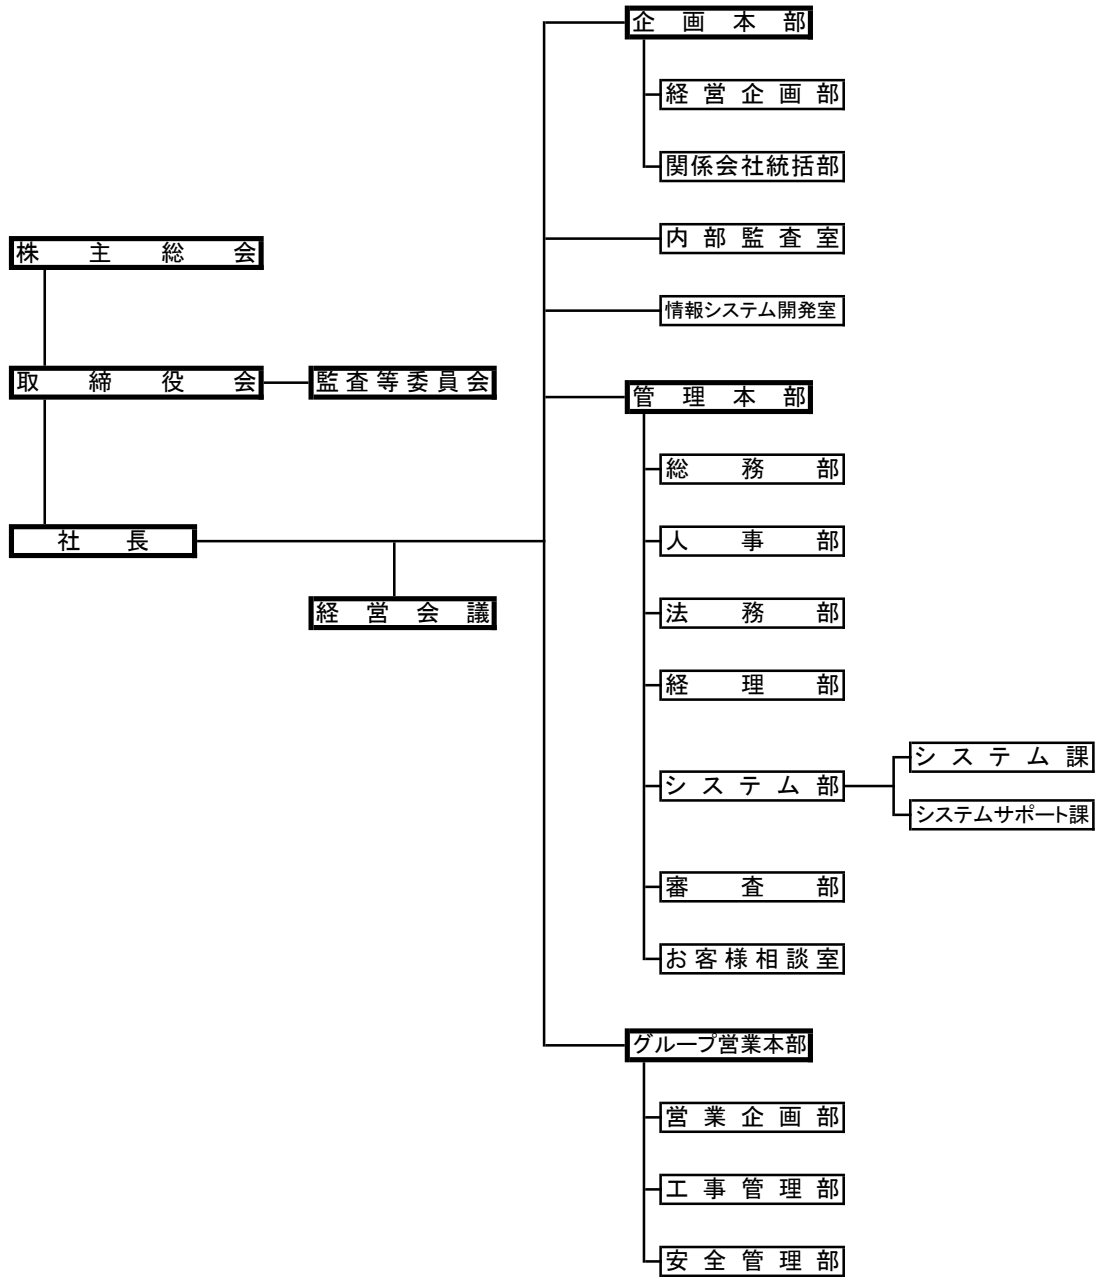 株主総会
取締役会
監査等委員会
社長
経営会議
企画本部
経営企画部
関係会社統括部
内部監査室
情報システム開発室
管理本部
総務部
人事部
法務部
経理部
システム部
システム課
システムサポート課
審査部
お客様相談室
グループ営業本部
営業企画部
工事管理部
安全管理部